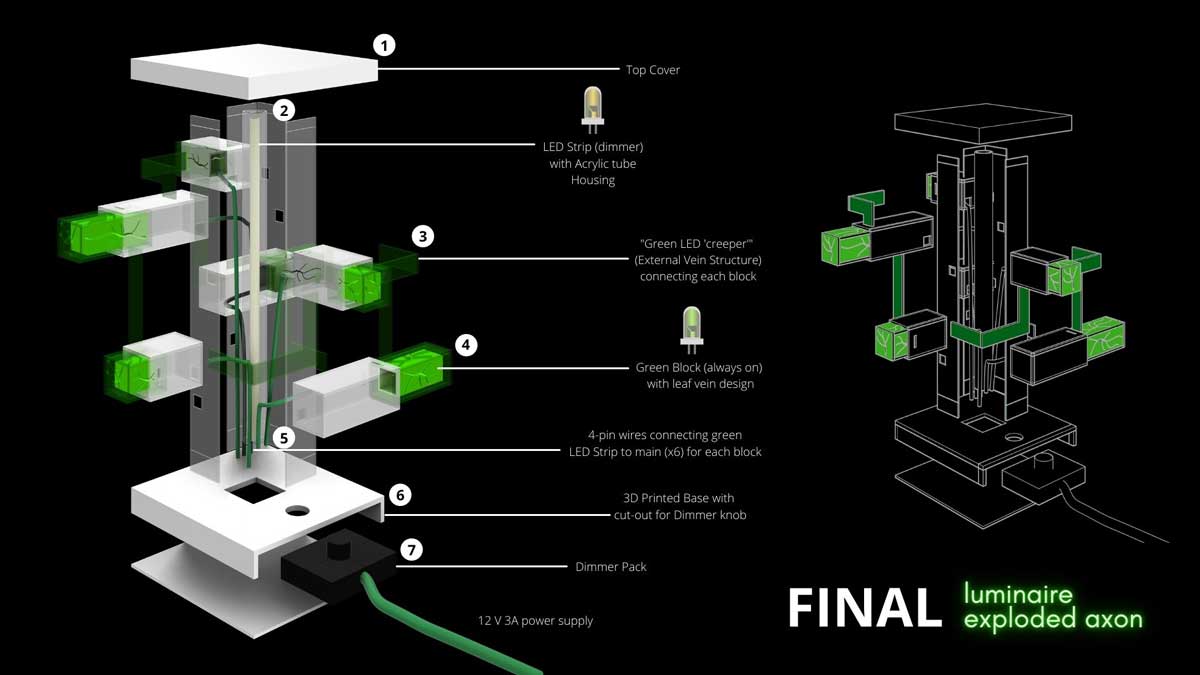 1
Top Cover
2
LED Strip (dimmer)
with Acrylic tube
Housing
3
"Green LED 'creeper'"
(External Vein Structure)
connecting each block
4
Green Block (always on)
with leaf vein design
5
4-pin wires connecting green
LED Strip to main (x6) for each block
6
3D Printed Base with
cut-out for Dimmer knob
7
Dimmer Pack
12 V 3A power supply
FINAL
luminaire
exploded axon